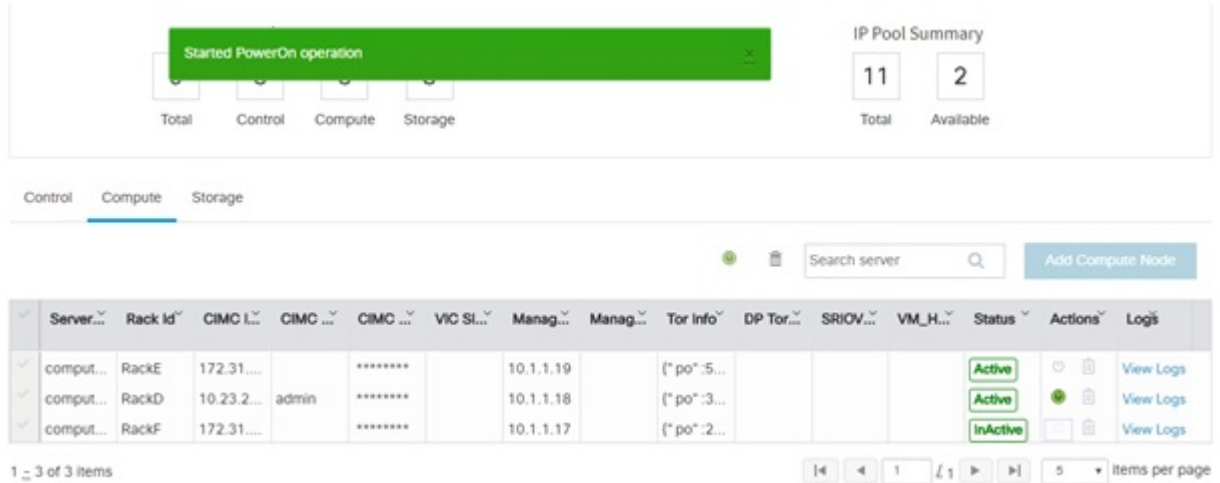 Started PowerOn operation x
IP Pool Summary
11 2
Total Control Compute Storage Total Available
Control Compute Storage
Search server Add Compute Node
Server... Rack Id CIMC I... CIMC ... CIMC ... VIC SI... Manag... Manag... Tor Info DP Tor... SRIOV... VM_H... Status Actions Logs
comput... RackE 172.31.... ******** 10.1.1.19 {" po" :5... Active View Logs
comput... RackD 10.23.2... admin ******** 10.1.1.18 {" po" :3... Active View Logs
comput... RackF 172.31.... ******** 10.1.1.17 {" po" :2... InActive View Logs
1 - 3 of 3 items 1 / 1 5 items per page